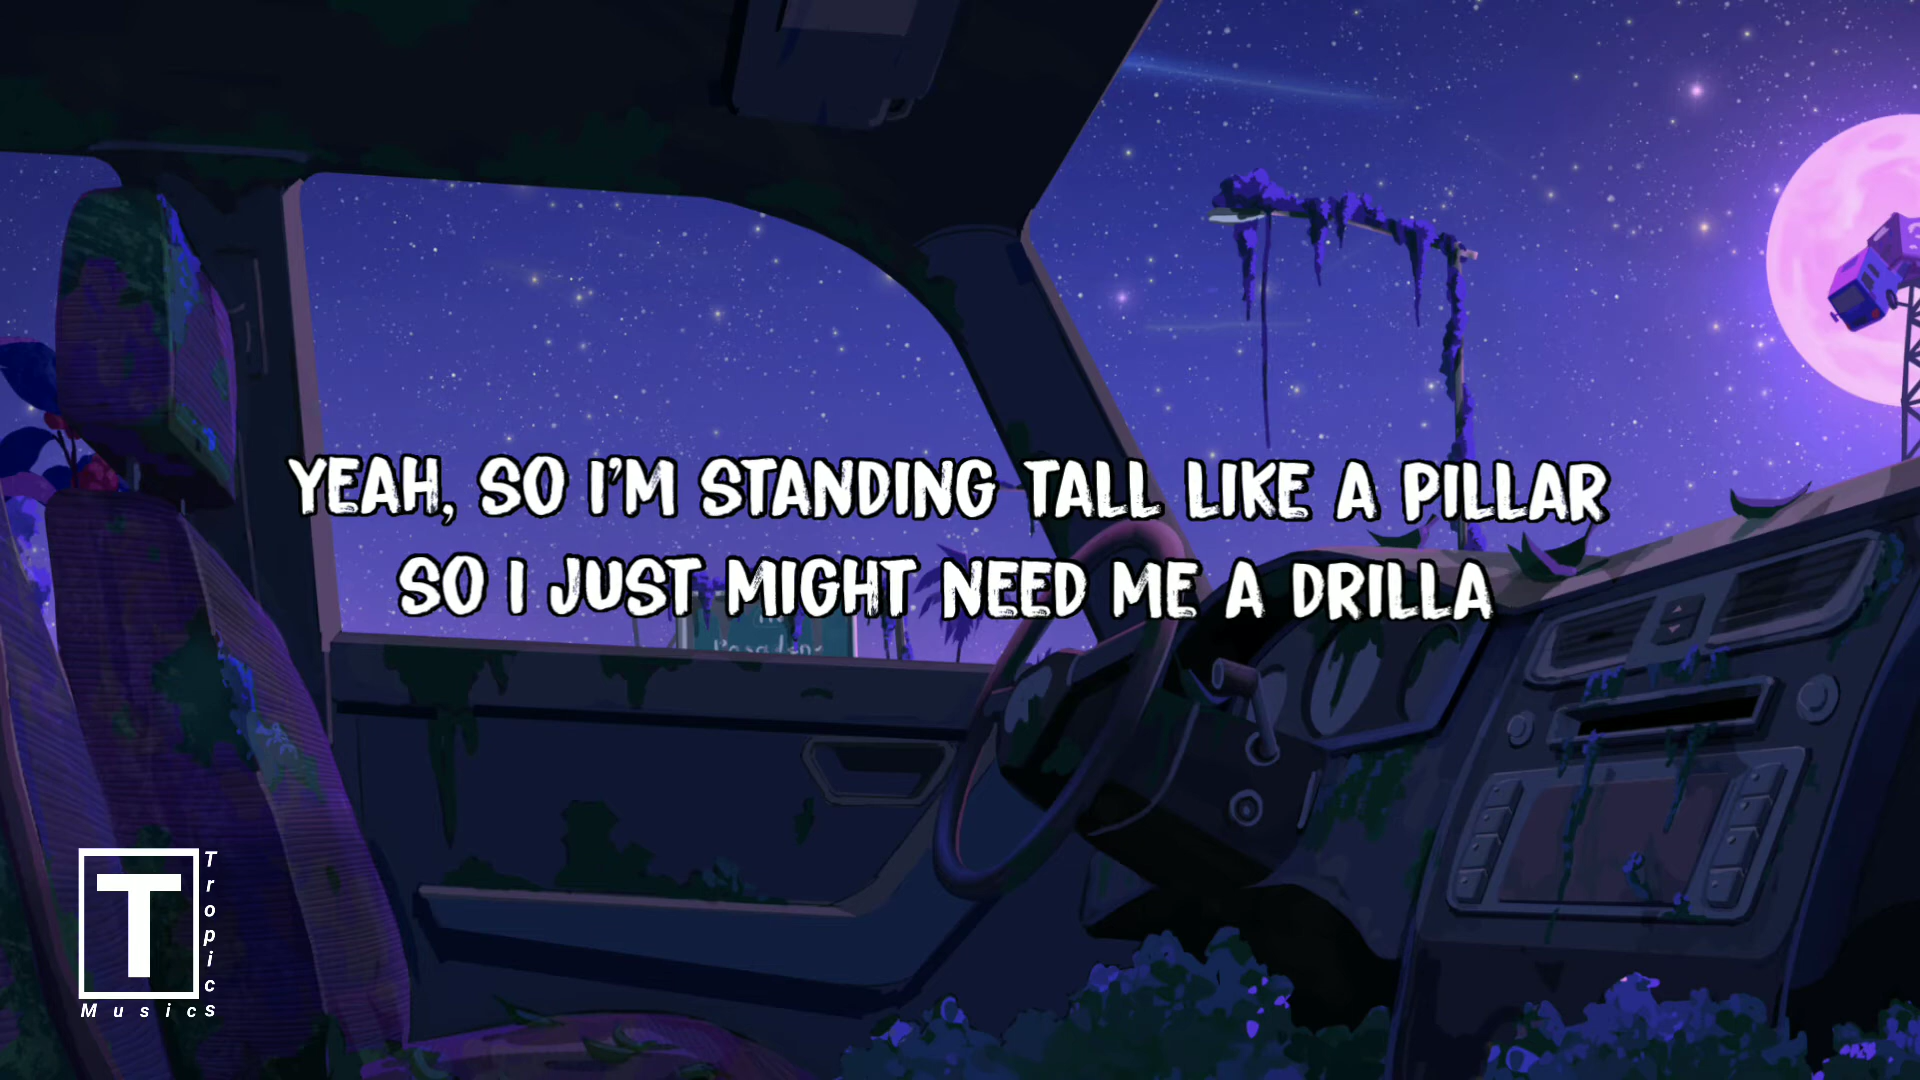 YEAH, SO I'M STANDING TALL LIKE A PILLAR
SO I JUST MIGHT NEED ME A DRILLA
T
Tropics
Musics